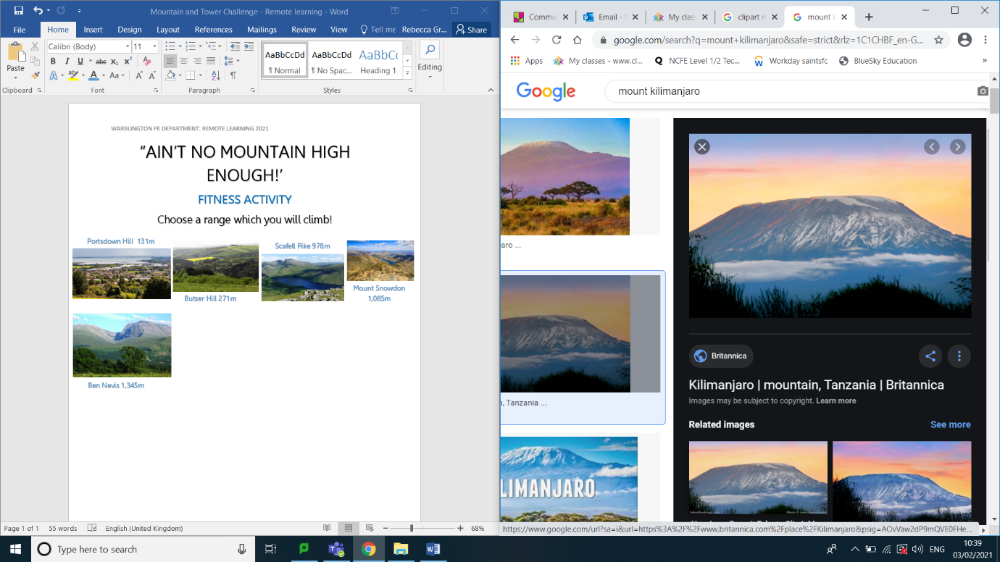 Mountain and Tower Challenge - Remote learning - Word
File Home Insert Design Layout References Mailings Review View Tell me Rebecca Gr... Share
Calibri (Body) 11
Paste
B I U abc X₂ X²
A ab A Aa A A
AaBbCcDd AaBbCcDd AaBbC
¶ Normal ¶ No Spac... Heading 1
Editing
Clipboard Font Paragraph Styles
WARBLINGTON PE DEPARTMENT: REMOTE LEARNING 2021
“AIN’T NO MOUNTAIN HIGH
ENOUGH!’
FITNESS ACTIVITY
Choose a range which you will climb!
Portsdown Hill 131m
Butser Hill 271m
Scafell Pike 978m
Mount Snowdon
1,085m
Ben Nevis 1,345m
Page 1 of 1 55 words English (United Kingdom) 68%
Commu Email - My clas clipart m mount k
google.com/search?q=mount+kilimanjaro&safe=strict&rlz=1C1CHBF_en-G...
Apps My classes - www.cl... NCFE Level 1/2 Tec... Workday saintsfc BlueSky Education »
Google mount kilimanjaro
aro ...
n, Tanzania ...
LIMANJARO
Britannica
Kilimanjaro | mountain, Tanzania | Britannica
Images may be subject to copyright. Learn more
Related images See more
https://www.google.com/url?sa=i&url=https%3A%2F%2Fwww.britannica.com%2Fplace%2FKilimanjaro&psig=AOvVaw2dP9mQVE0FHe...
Type here to search
ENG
10:39
03/02/2021